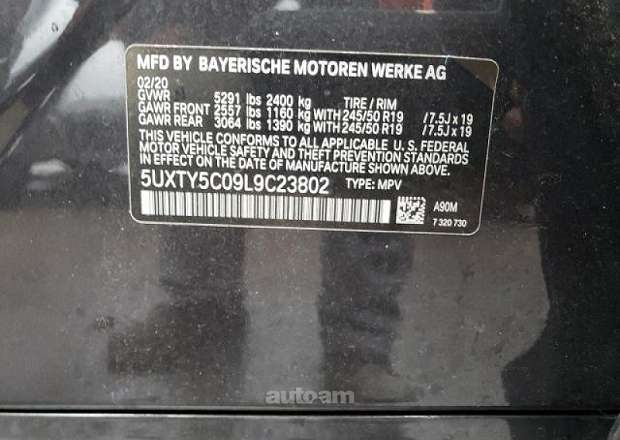 MFD BY BAYERISCHE MOTOREN WERKE AG
02/20
GVWR 5291 lbs 2400 kg TIRE / RIM
GAWR FRONT 2557 lbs 1160 kg WITH 245/50 R19 /7.5J x 19
GAWR REAR 3064 lbs 1390 kg WITH 245/50 R19 /7.5J x 19
THIS VEHICLE CONFORMS TO ALL APPLICABLE U. S. FEDERAL
MOTOR VEHICLE SAFETY AND THEFT PREVENTION STANDARDS
IN EFFECT ON THE DATE OF MANUFACTURE SHOWN ABOVE.
5UXTY5C09L9C23802 TYPE: MPV
A90M
7 320 730
autoam